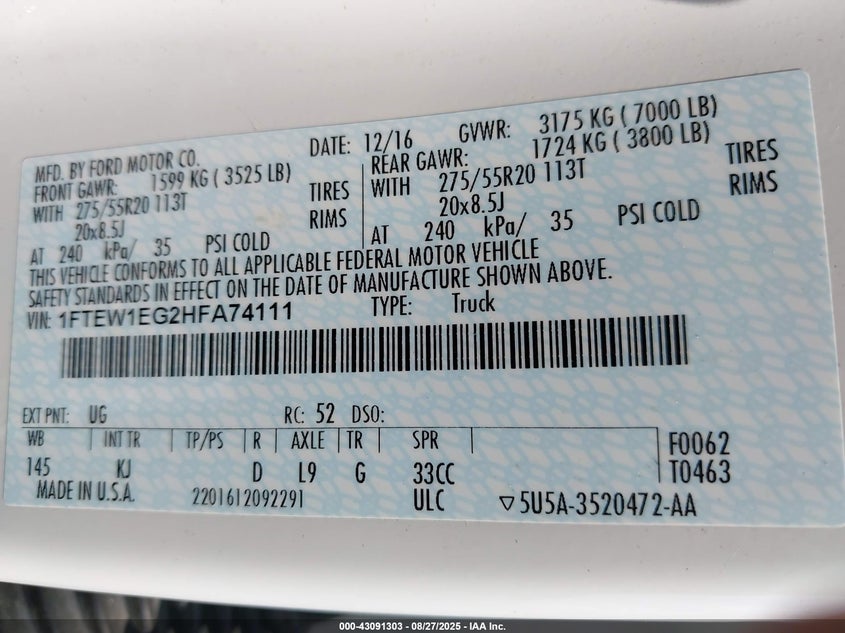 MFD. BY FORD MOTOR CO.
DATE: 12/16 GVWR: 3175 KG ( 7000 LB)
FRONT GAWR: 1599 KG ( 3525 LB)
REAR GAWR: 1724 KG ( 3800 LB)
WITH 275/55R20 113T TIRES
WITH 275/55R20 113T TIRES
20x8.5J RIMS
20x8.5J RIMS
AT 240 kPa/ 35 PSI COLD
AT 240 kPa/ 35 PSI COLD
THIS VEHICLE CONFORMS TO ALL APPLICABLE FEDERAL MOTOR VEHICLE
SAFETY STANDARDS IN EFFECT ON THE DATE OF MANUFACTURE SHOWN ABOVE.
VIN: 1FTEW1EG2HFA74111 TYPE: Truck
EXT PNT: UG RC: 52 DSO:
WB INT TR TP/PS R AXLE TR SPR F0062
145 KJ D L9 G 33CC T0463
MADE IN U.S.A. 2201612092291 ULC ▽5U5A-3520472-AA
000-43091303 - 08/27/2025 - IAA Inc.